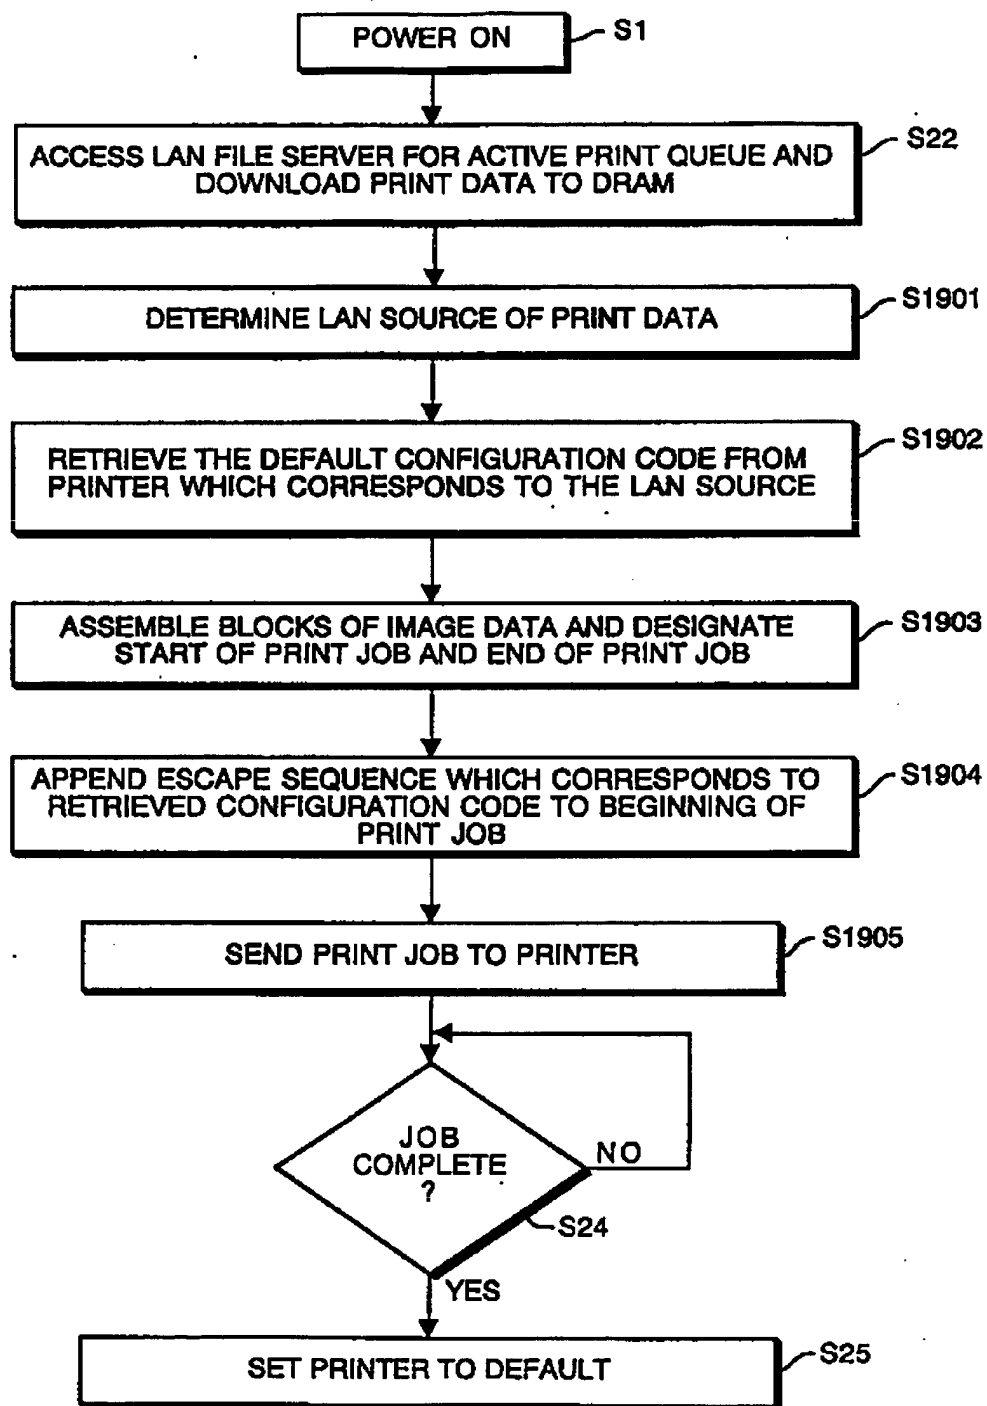 POWER ON
S1
ACCESS LAN FILE SERVER FOR ACTIVE PRINT QUEUE AND
DOWNLOAD PRINT DATA TO DRAM
S22
DETERMINE LAN SOURCE OF PRINT DATA
S1901
RETRIEVE THE DEFAULT CONFIGURATION CODE FROM
PRINTER WHICH CORRESPONDS TO THE LAN SOURCE
S1902
ASSEMBLE BLOCKS OF IMAGE DATA AND DESIGNATE
START OF PRINT JOB AND END OF PRINT JOB
S1903
APPEND ESCAPE SEQUENCE WHICH CORRESPONDS TO
RETRIEVED CONFIGURATION CODE TO BEGINNING OF
PRINT JOB
S1904
SEND PRINT JOB TO PRINTER
S1905
JOB
COMPLETE
?
NO
S24
YES
SET PRINTER TO DEFAULT
S25